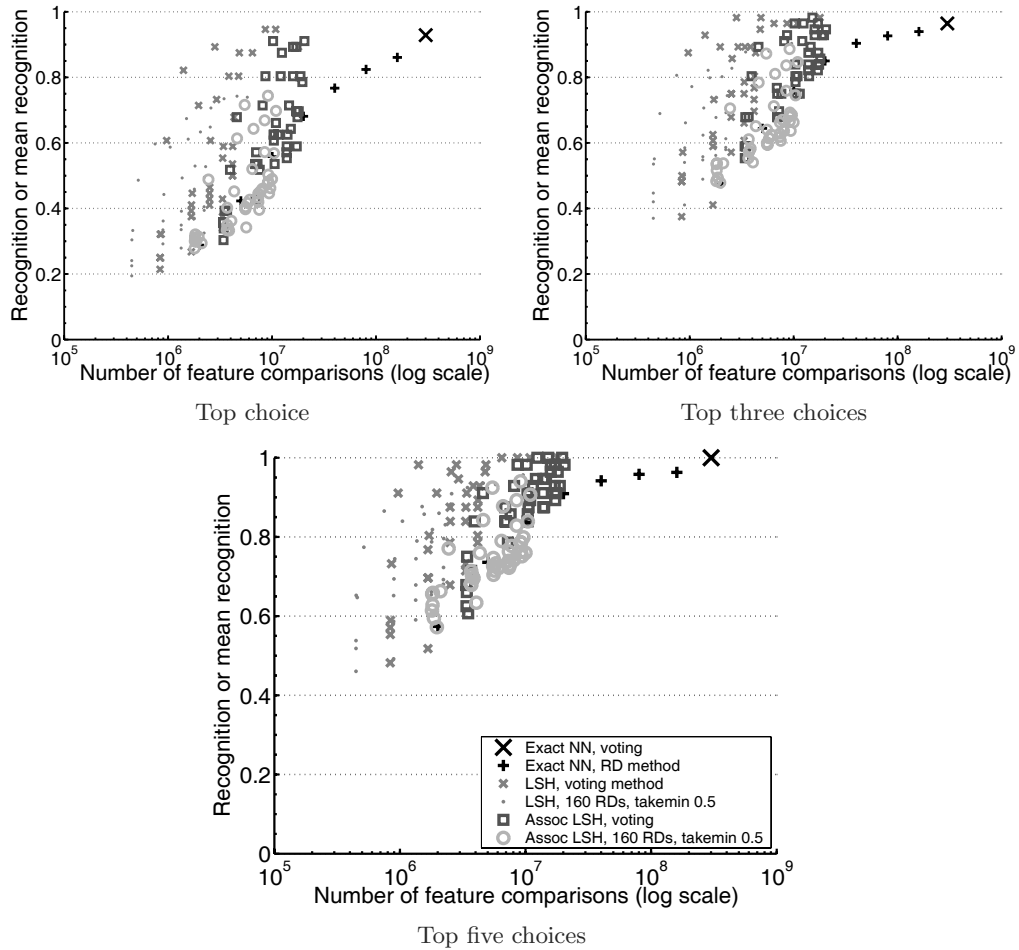 1
0.8
0.6
0.4
0.2
0
Recognition or mean recognition
10^5 10^6 10^7 10^8 10^9
Number of feature comparisons (log scale)
Top choice
1
0.8
0.6
0.4
0.2
0
Recognition or mean recognition
10^5 10^6 10^7 10^8 10^9
Number of feature comparisons (log scale)
Top three choices
1
0.8
0.6
0.4
0.2
0
Recognition or mean recognition
Exact NN, voting
Exact NN, RD method
LSH, voting method
LSH, 160 RDs, takemin 0.5
Assoc LSH, voting
Assoc LSH, 160 RDs, takemin 0.5
10^5 10^6 10^7 10^8 10^9
Number of feature comparisons (log scale)
Top five choices